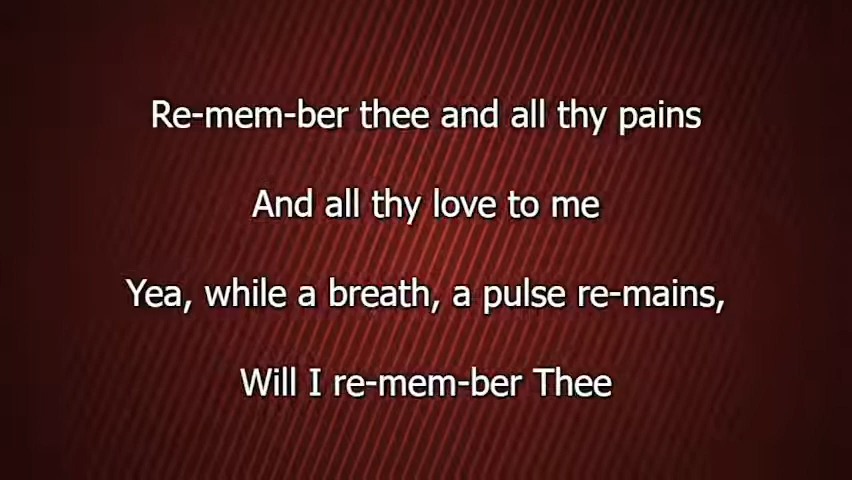 Re-mem-ber thee and all thy pains
And all thy love to me
Yea, while a breath, a pulse re-mains,
Will I re-mem-ber Thee